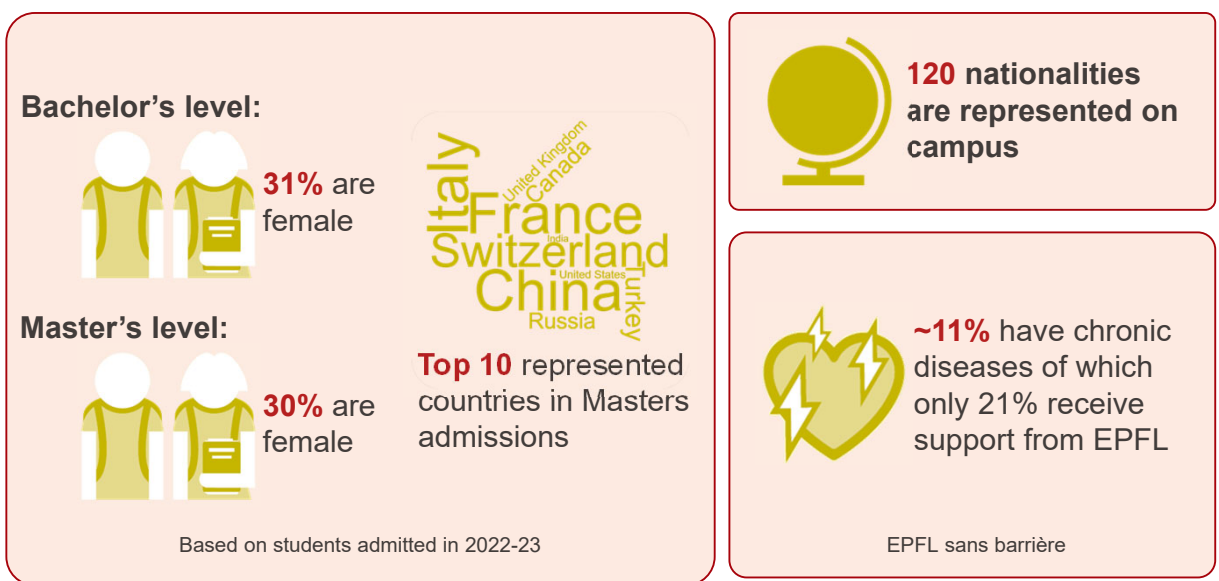 Bachelor's level:
31% are
female
Master's level:
30% are
female
Italy
United Kingdom
Canada
France
India
Switzerland
United States
China
Turkey
Russia
Top 10 represented
countries in Masters
admissions
Based on students admitted in 2022-23
120 nationalities
are represented on
campus
~11% have chronic
diseases of which
only 21% receive
support from EPFL
EPFL sans barrière